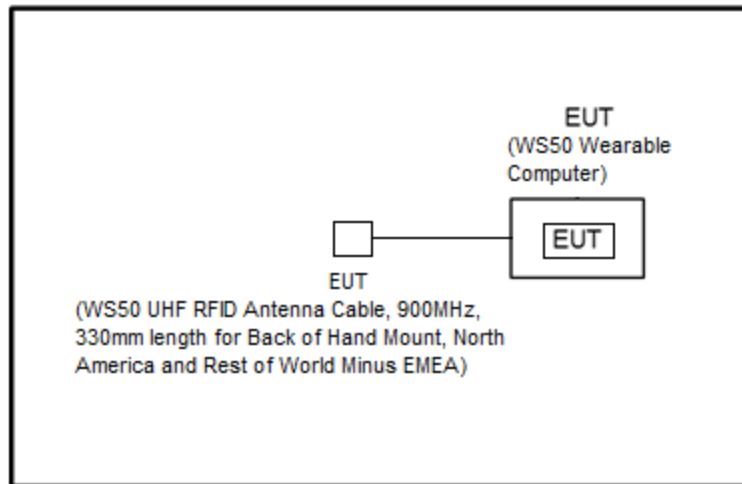 EUT
(WS50 Wearable
Computer)
EUT
EUT
(WS50 UHF RFID Antenna Cable, 900MHz,
330mm length for Back of Hand Mount, North
America and Rest of World Minus EMEA)